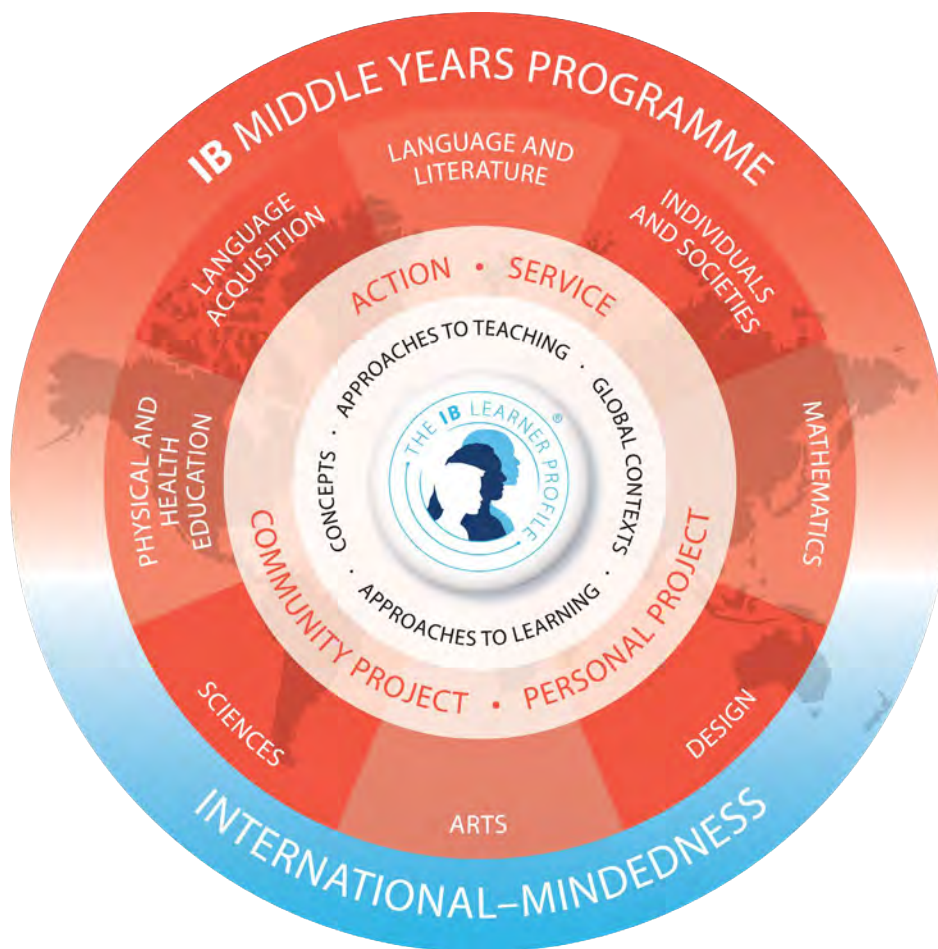 IB MIDDLE YEARS PROGRAMME
LANGUAGE AND
LITERATURE
INDIVIDUALS
AND SOCIETIES
MATHEMATICS
DESIGN
ARTS
SCIENCES
PHYSICAL AND
HEALTH
EDUCATION
LANGUAGE
ACQUISITION
ACTION • SERVICE
PERSONAL PROJECT • COMMUNITY PROJECT
APPROACHES TO TEACHING · GLOBAL CONTEXTS · APPROACHES TO LEARNING · CONCEPTS ·
THE IB LEARNER PROFILE ®
INTERNATIONAL–MINDEDNESS